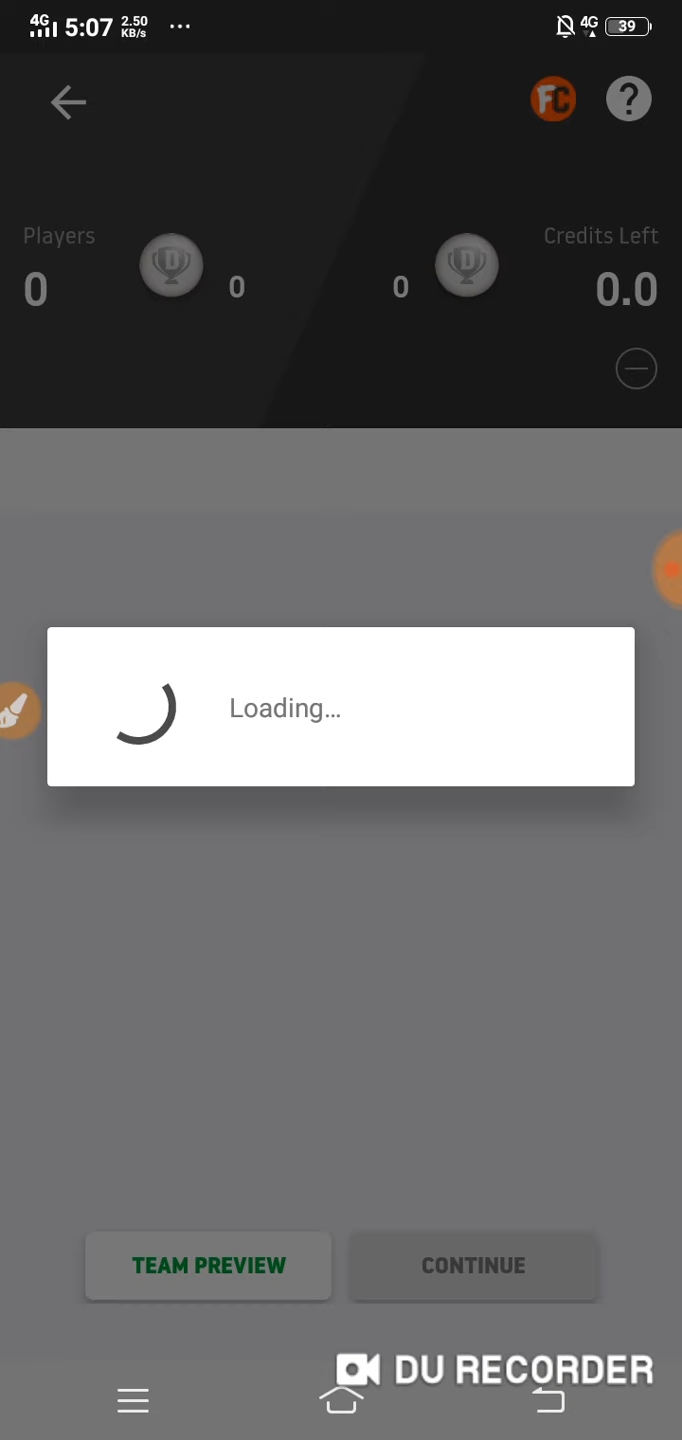 4G 5:07 2.50 KB/s ... 4G 39
FC ?
Players Credits Left
0 D 0 0 D 0.0
Loading...
TEAM PREVIEW CONTINUE
DU RECORDER